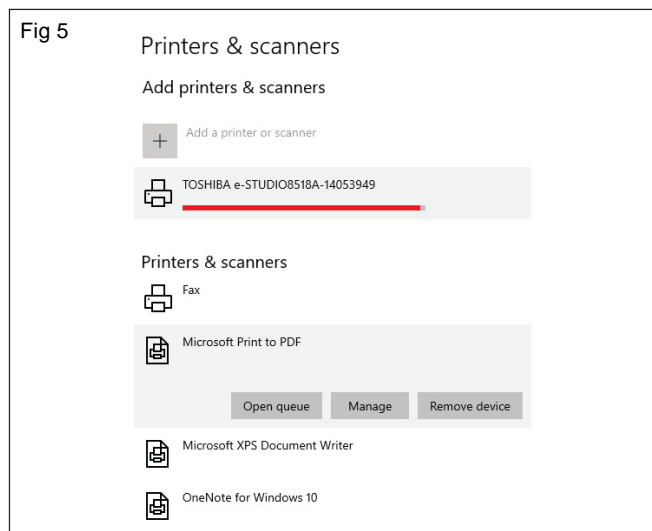 Fig 5
Printers & scanners
Add printers & scanners
Add a printer or scanner
TOSHIBA e-STUDIO8518A-14053949
Printers & scanners
Fax
Microsoft Print to PDF
Open queue Manage Remove device
Microsoft XPS Document Writer
OneNote for Windows 10